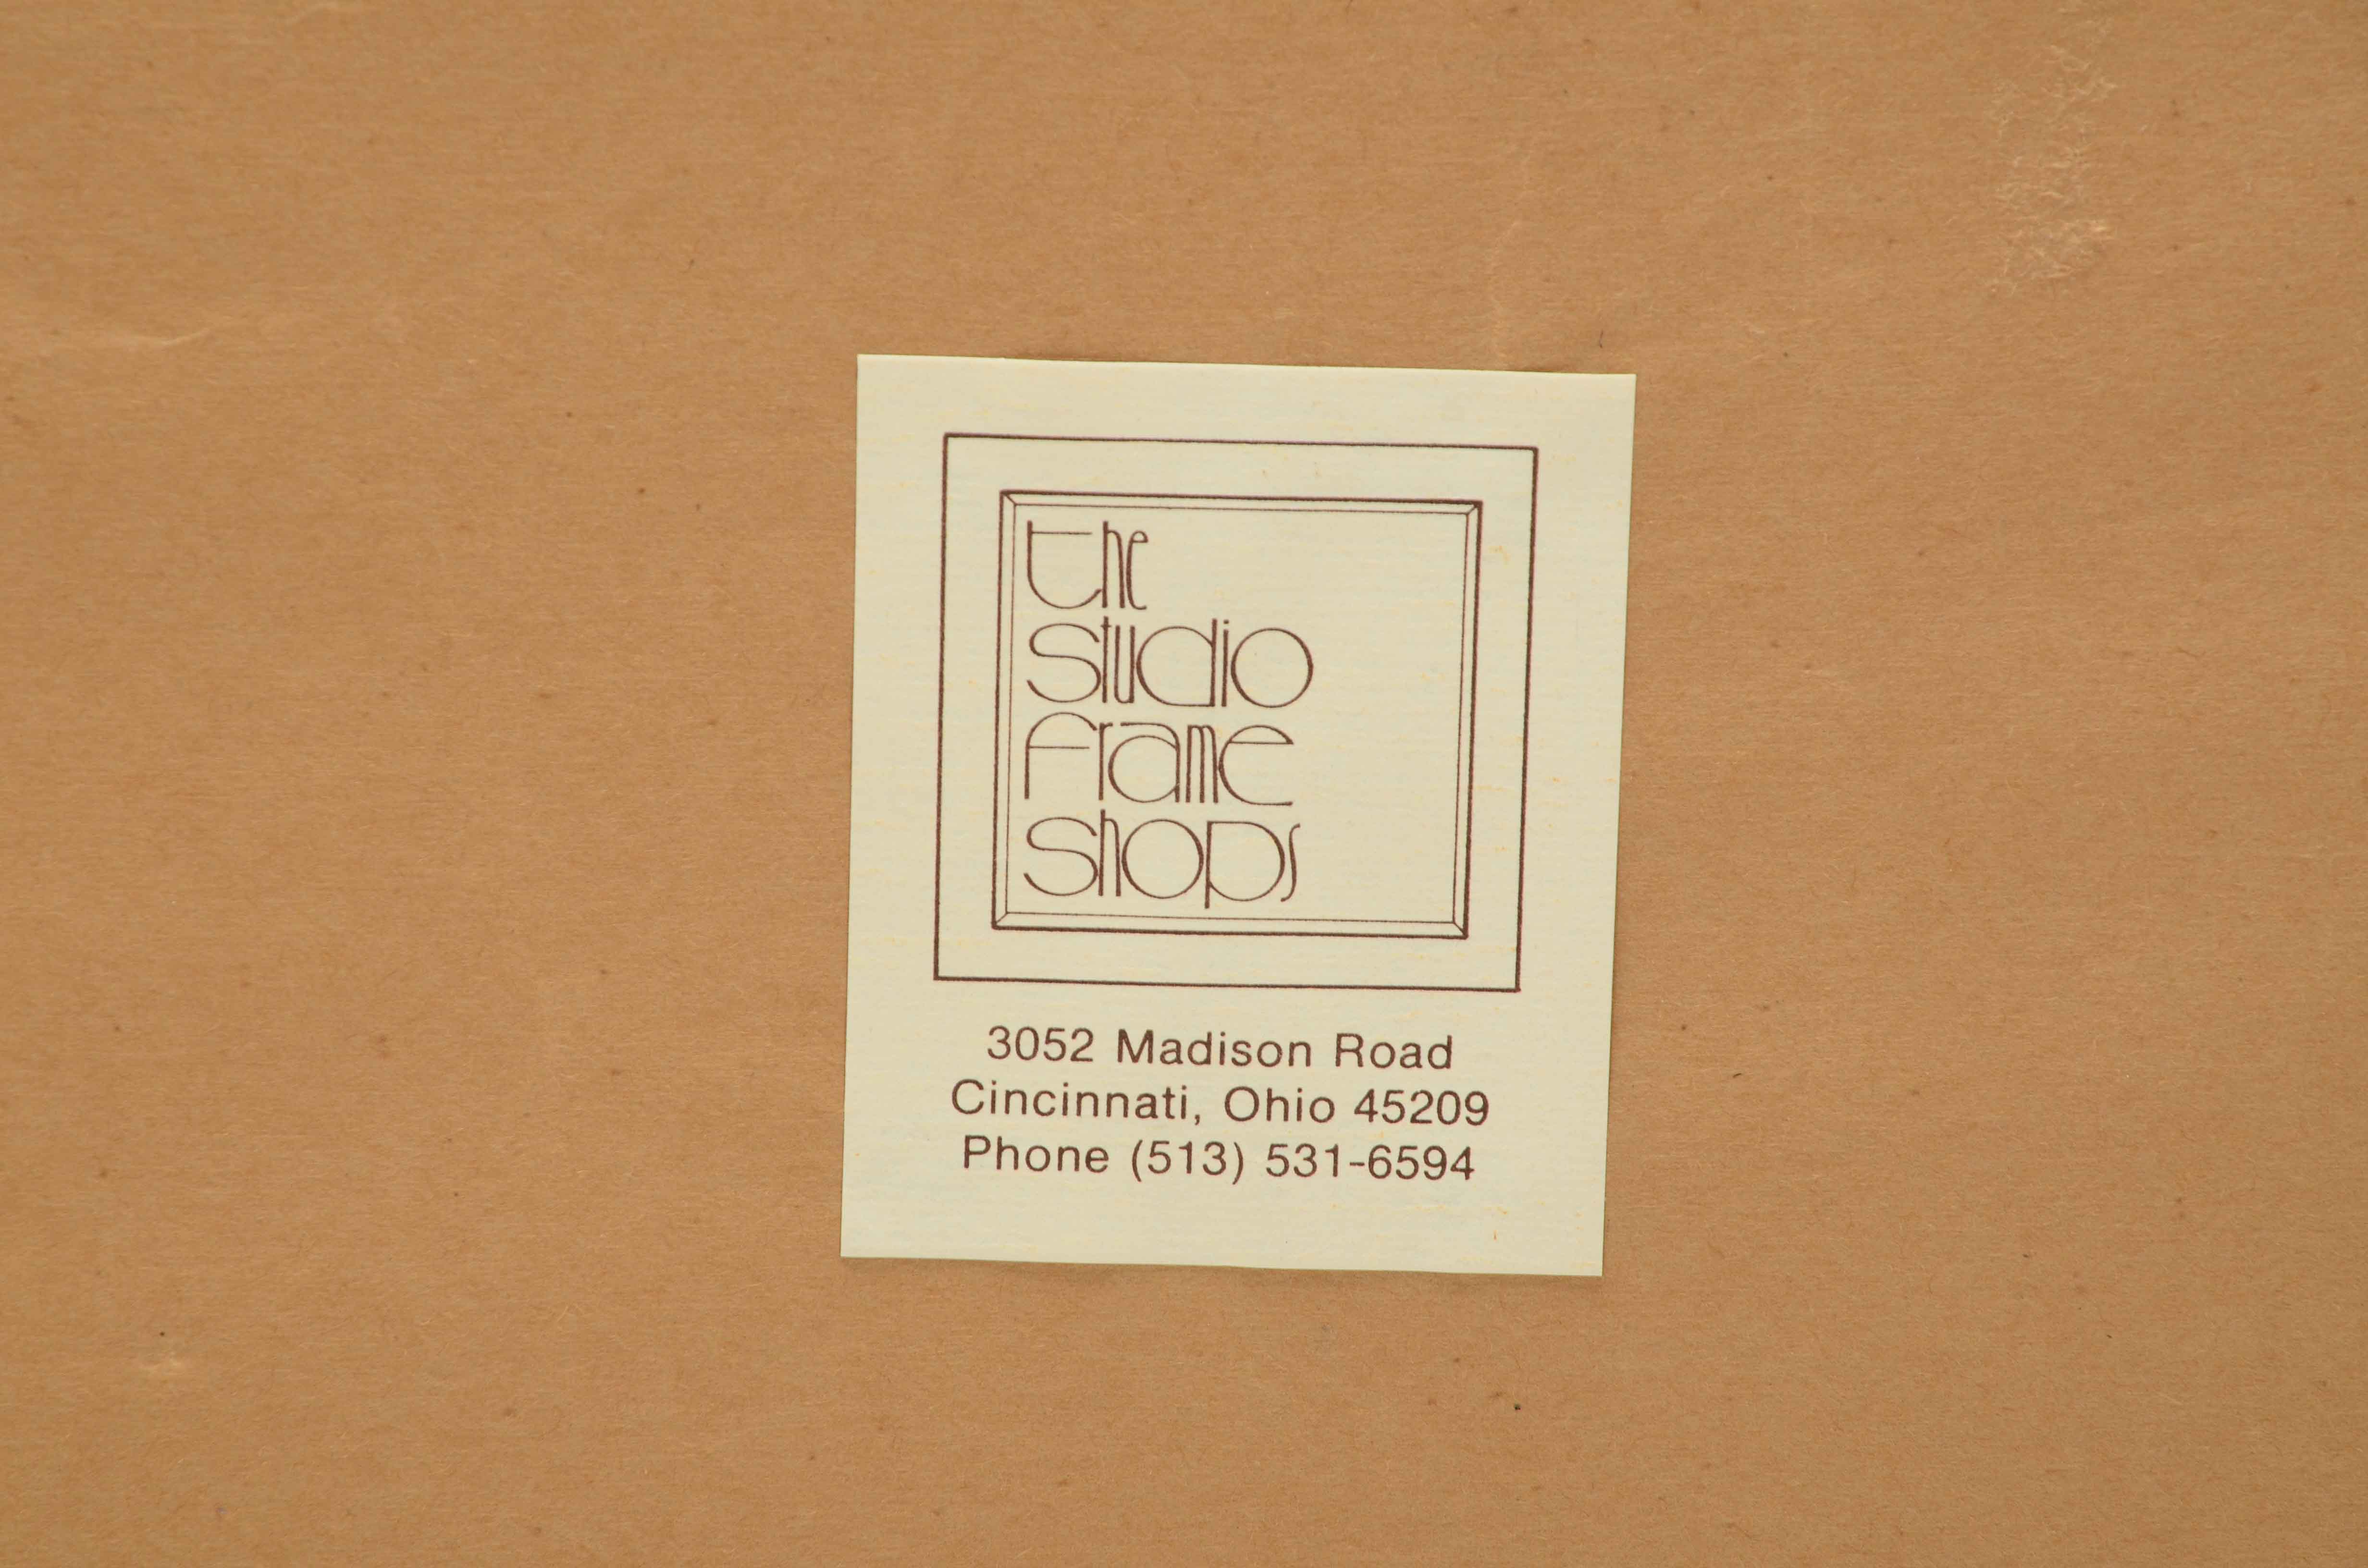 the
studio
frame
shops
3052 Madison Road
Cincinnati, Ohio 45209
Phone (513) 531-6594